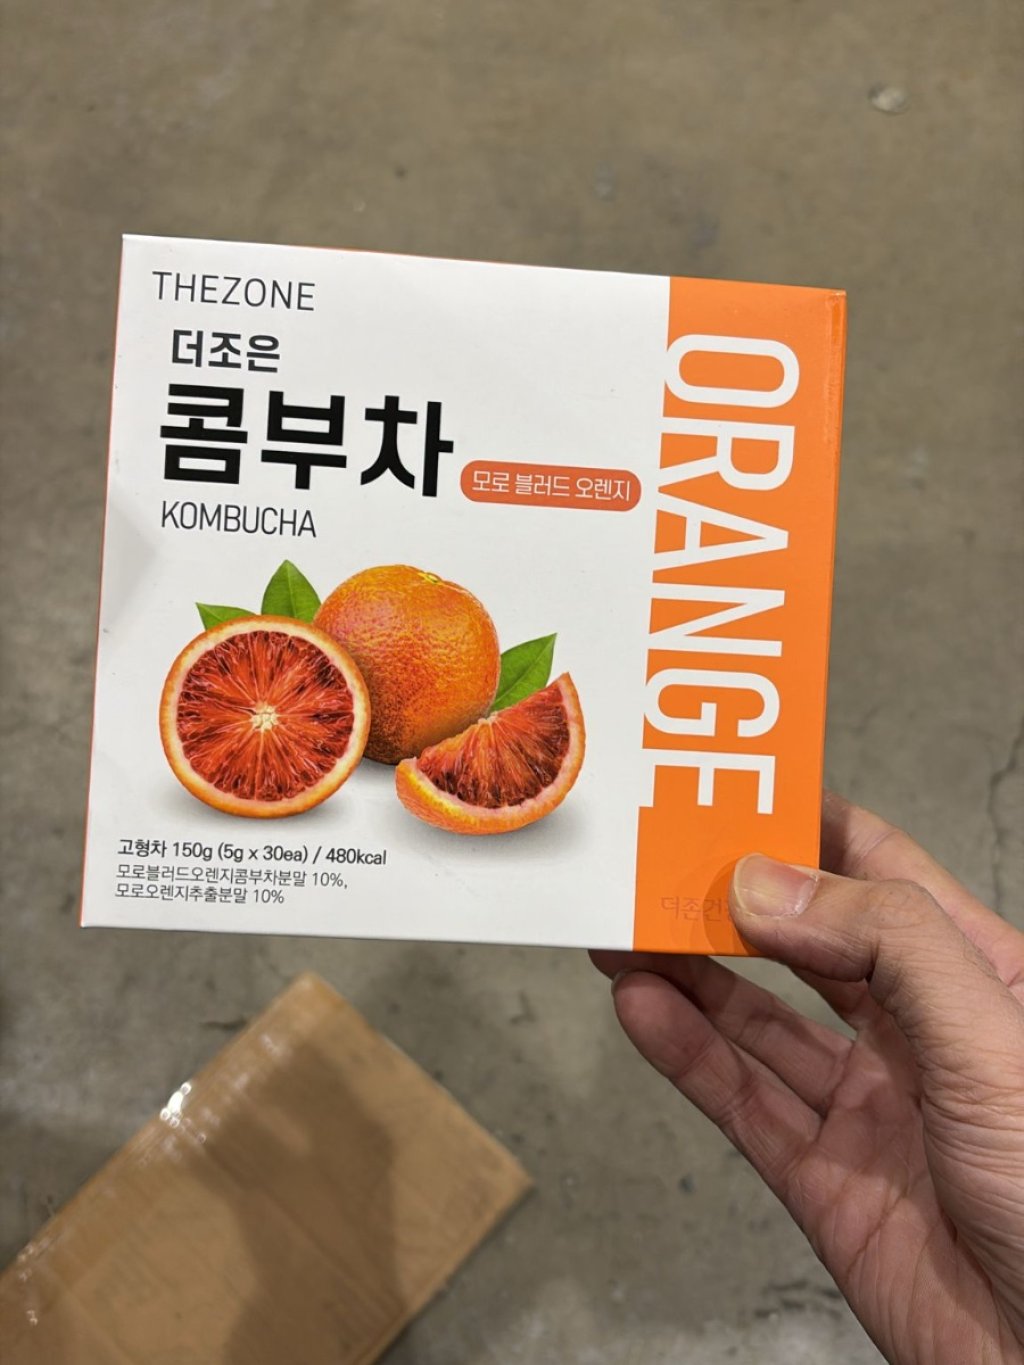 THEZONE
더조은
콤부차
모로 블러드 오렌지
KOMBUCHA
ORANGE
고형차 150g (5g x 30ea) / 480kcal
모로블러드오렌지콤부차분말 10%,
모로오렌지추출분말 10%